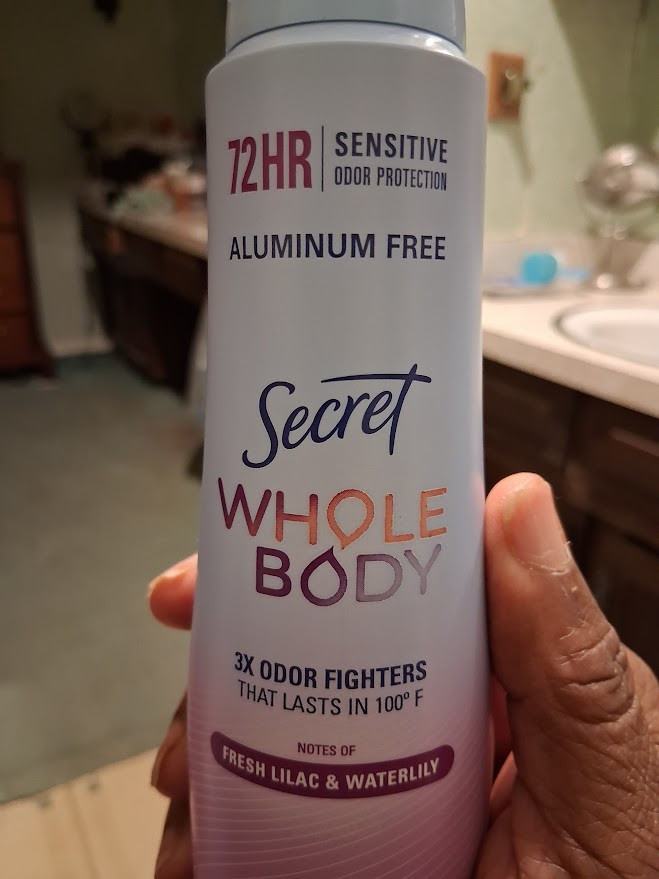 72HR
SENSITIVE
ODOR PROTECTION
ALUMINUM FREE
Secret
WHOLE
BODY
3X ODOR FIGHTERS
THAT LASTS IN 100° F
NOTES OF
FRESH LILAC & WATERLILY